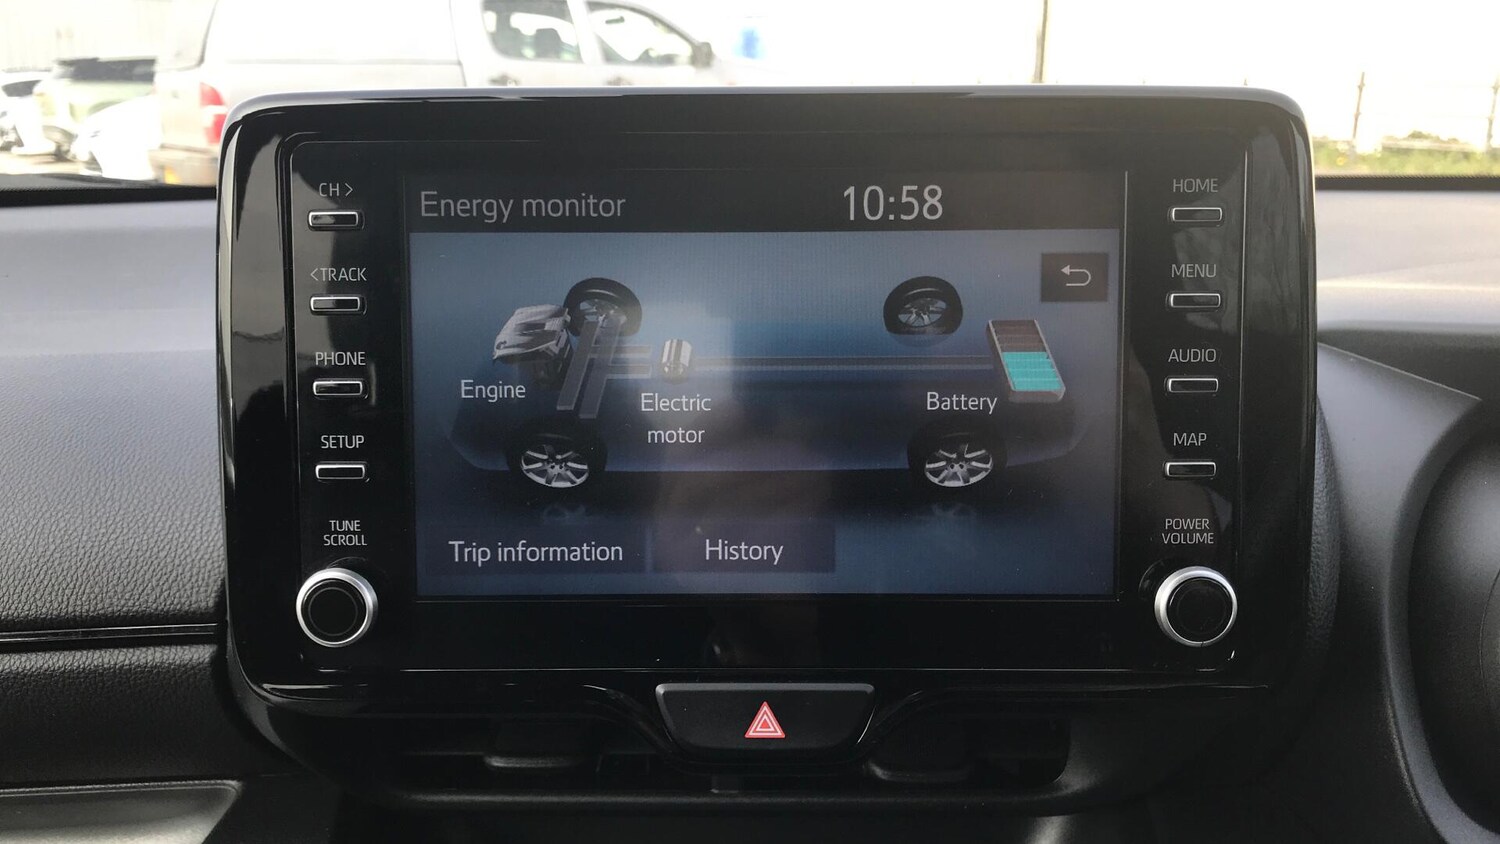 CH >
<TRACK
PHONE
SETUP
TUNE
SCROLL
Energy monitor
10:58
Engine
Electric
motor
Battery
Trip information
History
HOME
MENU
AUDIO
MAP
POWER
VOLUME